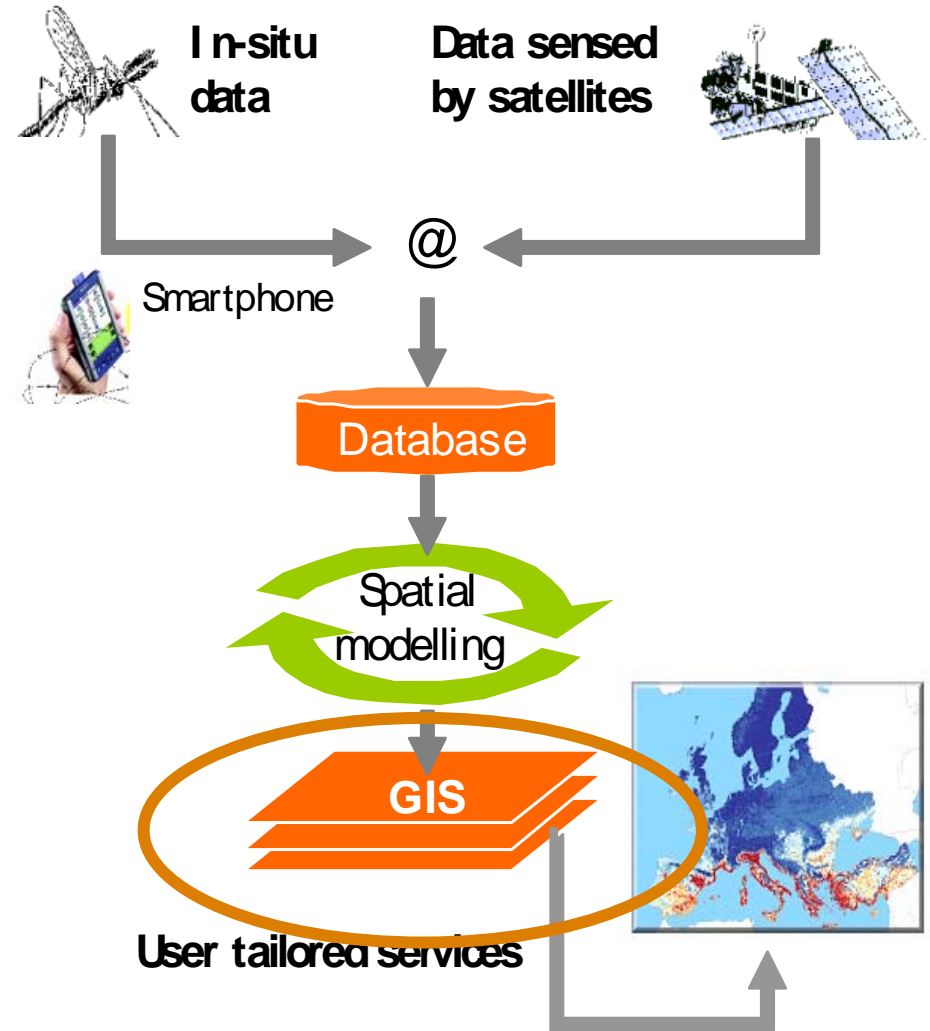 In-situ
data
Data sensed
by satellites
@
Smartphone
Database
Spatial
modelling
GIS
User tailored services